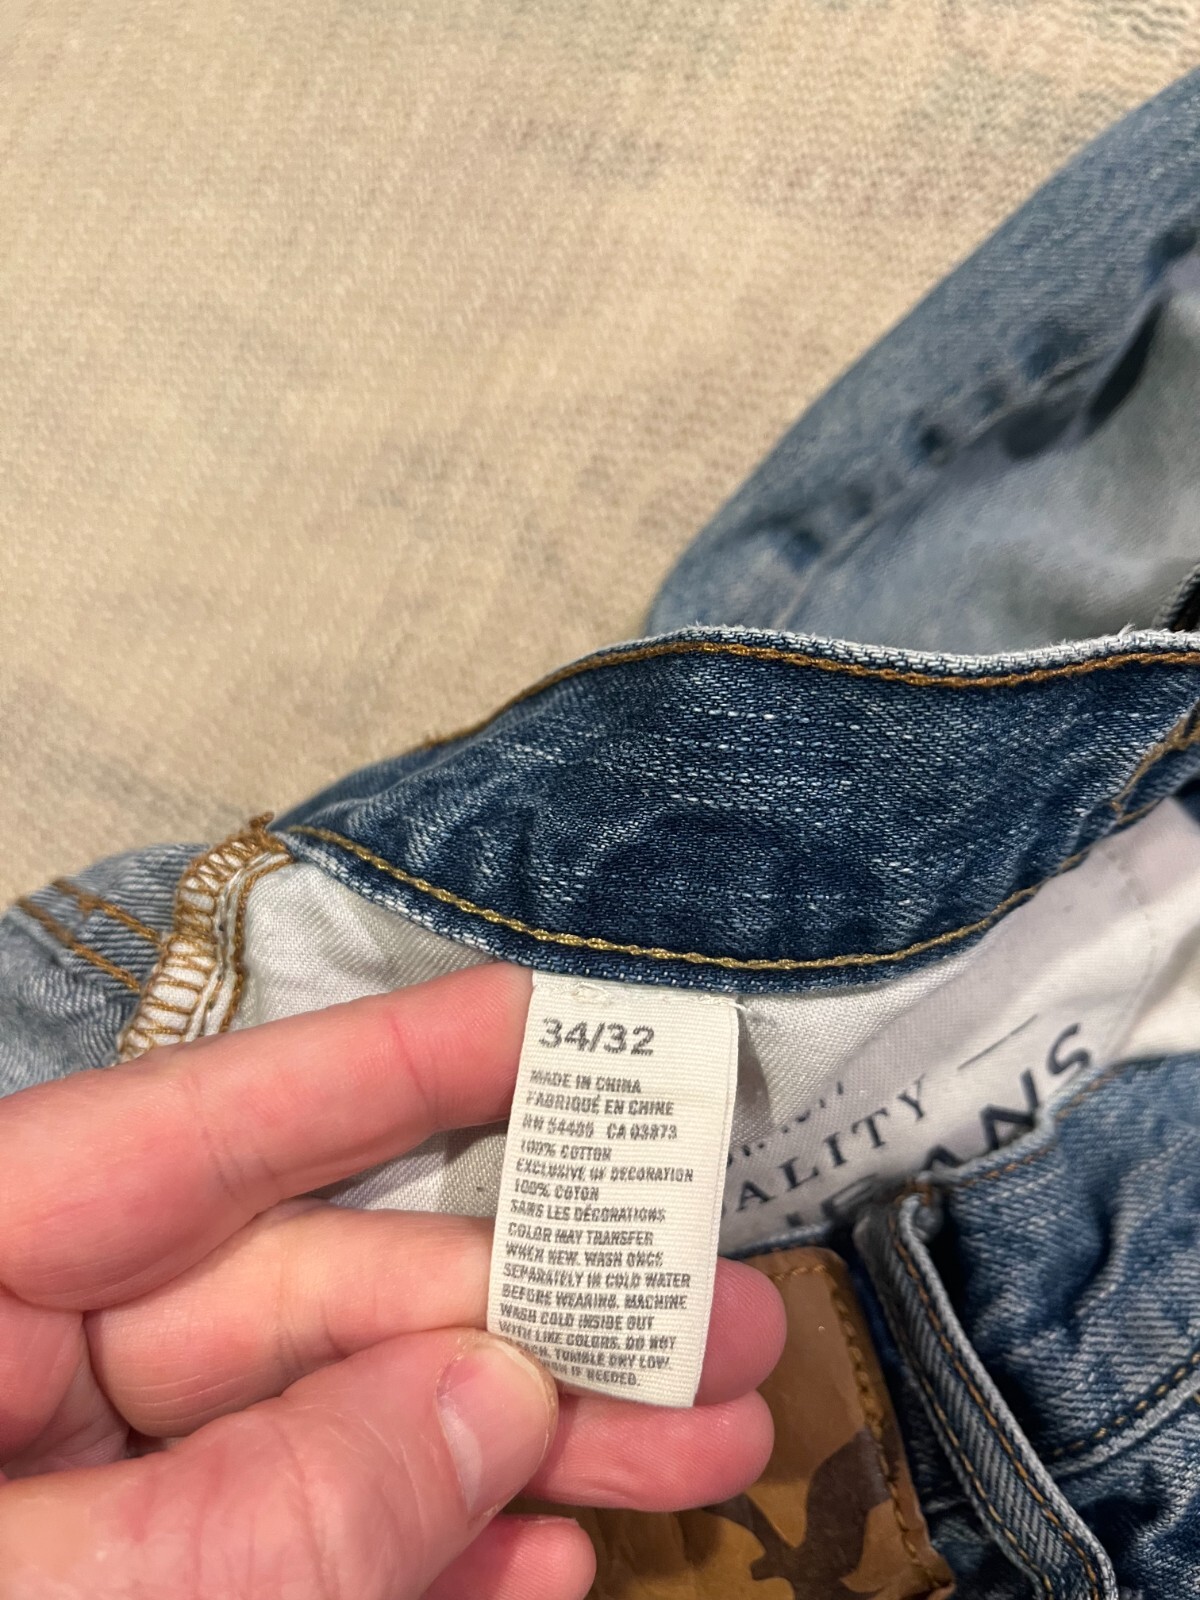 34/32
MADE IN CHINA
FABRIQUÉ EN CHINE
RN 54485 CA 03873
100% COTTON
EXCLUSIVE OF DECORATION
100% COTON
SANS LES DÉCORATIONS
COLOR MAY TRANSFER
WHEN NEW. WASH ONCE
SEPARATELY IN COLD WATER
BEFORE WEARING. MACHINE
WASH COLD INSIDE OUT
WITH LIKE COLORS. DO NOT
TUMBLE DRY LOW
IF NEEDED.
ALITY
JEANS